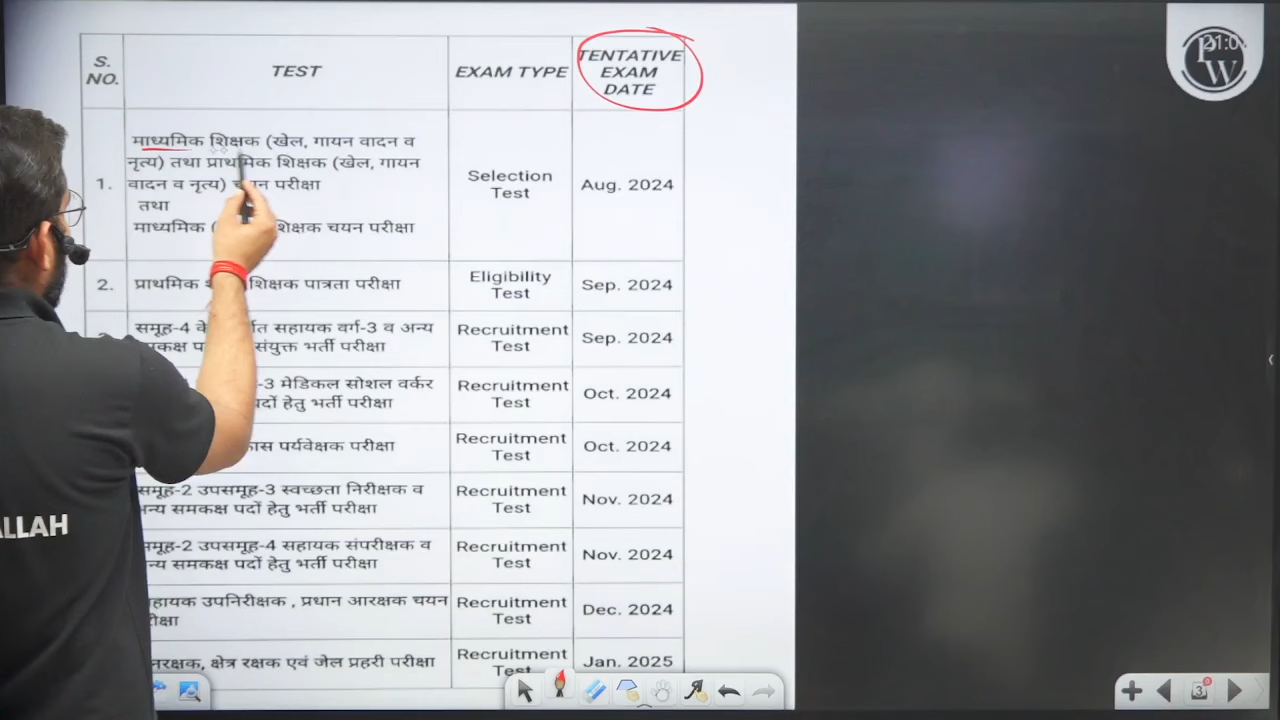 S.
NO.
TEST
EXAM TYPE
TENTATIVE
EXAM
DATE
1.
माध्यमिक शिक्षक (खेल, गायन वादन व
नृत्य) तथा प्राथमिक शिक्षक (खेल, गायन
वादन व नृत्य) चयन परीक्षा
तथा
माध्यमिक शिक्षक चयन परीक्षा
Selection
Test
Aug. 2024
2.
प्राथमिक शिक्षक पात्रता परीक्षा
Eligibility
Test
Sep. 2024
समूह-4 सहायक वर्ग-3 व अन्य
संयुक्त भर्ती परीक्षा
Recruitment
Test
Sep. 2024
-3 मेडिकल सोशल वर्कर
पदों हेतु भर्ती परीक्षा
Recruitment
Test
Oct. 2024
पर्यवेक्षक परीक्षा
Recruitment
Test
Oct. 2024
समूह-2 उपसमूह-3 स्वच्छता निरीक्षक व
समकक्ष पदों हेतु भर्ती परीक्षा
Recruitment
Test
Nov. 2024
उपसमूह-4 सहायक संपरीक्षक व
समकक्ष पदों हेतु भर्ती परीक्षा
Recruitment
Test
Nov. 2024
उपनिरीक्षक , प्रधान आरक्षक चयन
Recruitment
Test
Dec. 2024
क्षेत्र रक्षक एवं जेल प्रहरी परीक्षा
Recruitment
Test
Jan. 2025
PW
ALLAH
3